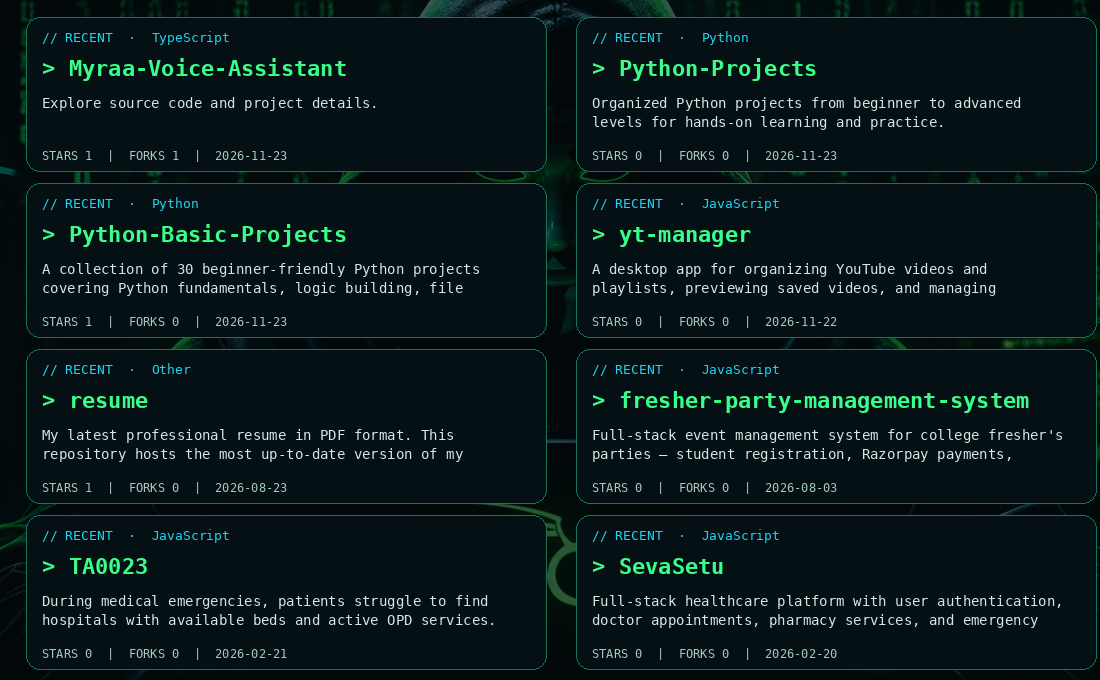 // RECENT · TypeScript
> Myraa-Voice-Assistant
Explore source code and project details.
STARS 1 | FORKS 1 | 2026-11-23
// RECENT · Python
> Python-Projects
Organized Python projects from beginner to advanced
levels for hands-on learning and practice.
STARS 0 | FORKS 0 | 2026-11-23
// RECENT · Python
> Python-Basic-Projects
A collection of 30 beginner-friendly Python projects
covering Python fundamentals, logic building, file
STARS 1 | FORKS 0 | 2026-11-23
// RECENT · JavaScript
> yt-manager
A desktop app for organizing YouTube videos and
playlists, previewing saved videos, and managing
STARS 0 | FORKS 0 | 2026-11-22
// RECENT · Other
> resume
My latest professional resume in PDF format. This
repository hosts the most up-to-date version of my
STARS 1 | FORKS 0 | 2026-08-23
// RECENT · JavaScript
> fresher-party-management-system
Full-stack event management system for college fresher's
parties — student registration, Razorpay payments,
STARS 0 | FORKS 0 | 2026-08-03
// RECENT · JavaScript
> TA0023
During medical emergencies, patients struggle to find
hospitals with available beds and active OPD services.
STARS 0 | FORKS 0 | 2026-02-21
// RECENT · JavaScript
> SevaSetu
Full-stack healthcare platform with user authentication,
doctor appointments, pharmacy services, and emergency
STARS 0 | FORKS 0 | 2026-02-20